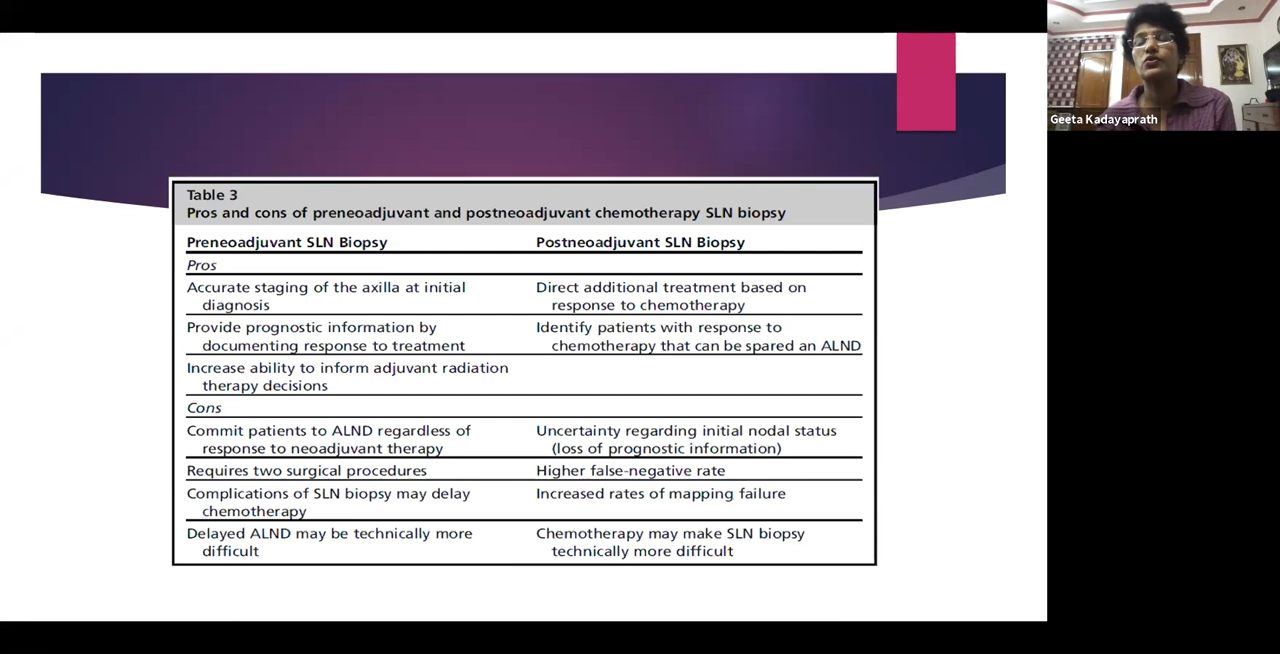 Geeta Kadayaprath
Table 3
Pros and cons of preneoadjuvant and postneoadjuvant chemotherapy SLN biopsy
Preneoadjuvant SLN Biopsy
Postneoadjuvant SLN Biopsy
Pros
Accurate staging of the axilla at initial
diagnosis
Direct additional treatment based on
response to chemotherapy
Provide prognostic information by
documenting response to treatment
Identify patients with response to
chemotherapy that can be spared an ALND
Increase ability to inform adjuvant radiation
therapy decisions
Cons
Commit patients to ALND regardless of
response to neoadjuvant therapy
Uncertainty regarding initial nodal status
(loss of prognostic information)
Requires two surgical procedures
Higher false-negative rate
Complications of SLN biopsy may delay
chemotherapy
Increased rates of mapping failure
Delayed ALND may be technically more
difficult
Chemotherapy may make SLN biopsy
technically more difficult